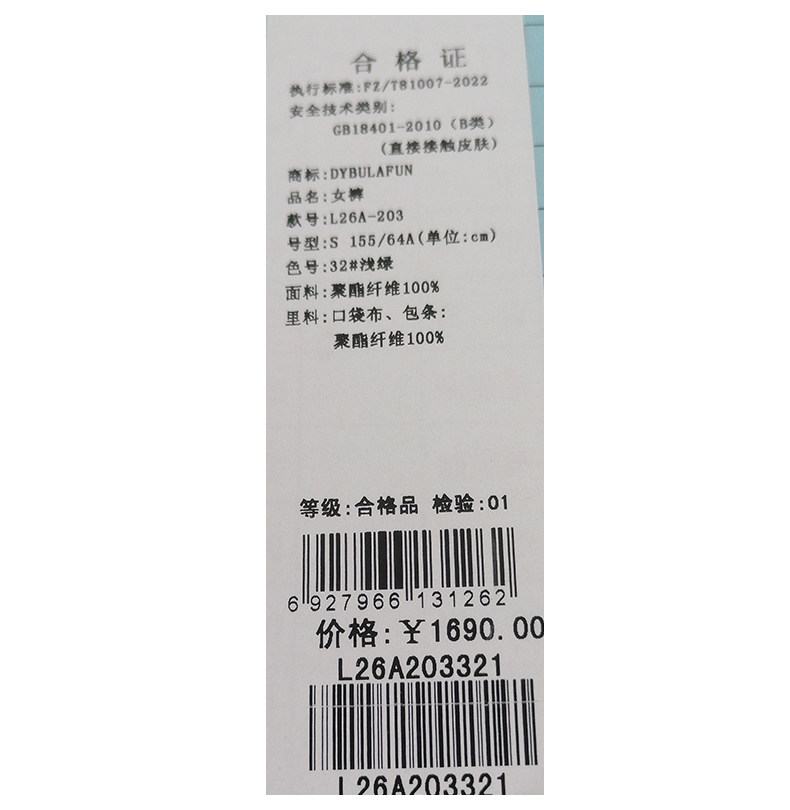 合格证
执行标准:FZ/T81007-2022
安全技术类别:
GB18401-2010（B类）
（直接接触皮肤）
商标:DYBULAFUN
品名:女裤
款号:L26A-203
号型:S 155/64A(单位:cm)
色号:32#浅绿
面料:聚酯纤维100%
里料:口袋布、包条:
聚酯纤维100%
等级:合格品 检验:01
6 927966 131262
价格:￥1690.00
L26A203321
L26A203321